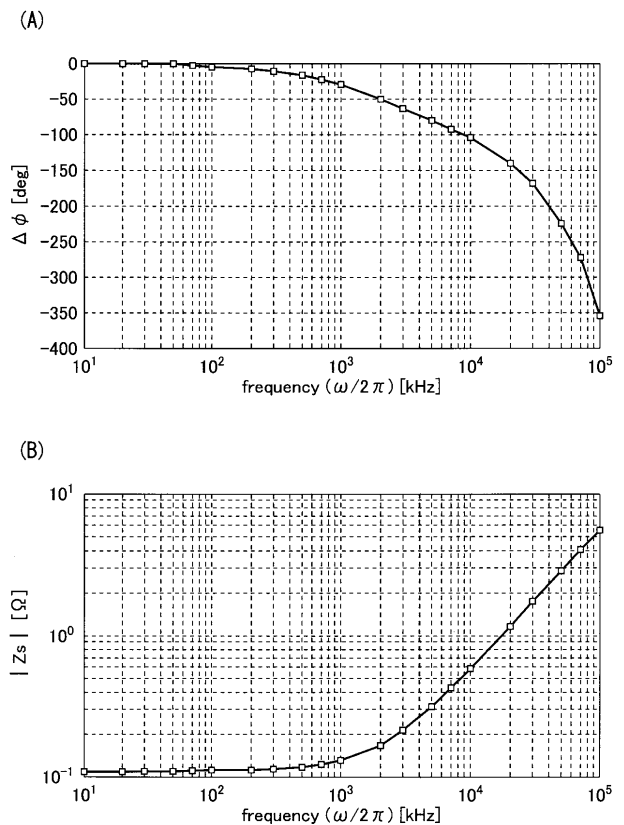 (A)
0
−50
−100
−150
−200
−250
−300
−350
−400
Δφ [deg]
10¹ 10² 10³ 10⁴ 10⁵
frequency (ω/2π) [kHz]
(B)
10¹
10⁰
10⁻¹
|Zs| [Ω]
10¹ 10² 10³ 10⁴ 10⁵
frequency (ω/2π) [kHz]